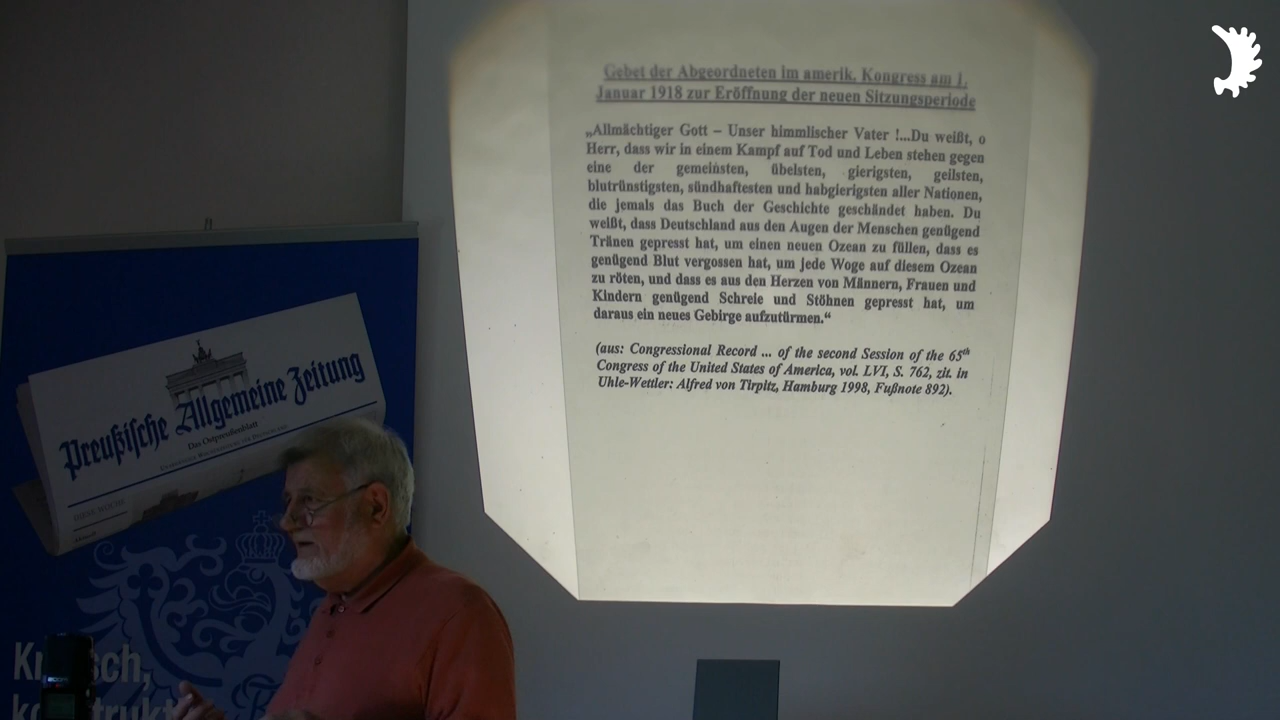 Gebet der Abgeordneten im amerik. Kongress am 1.
Januar 1918 zur Eröffnung der neuen Sitzungsperiode
„Allmächtiger Gott – Unser himmlischer Vater !...Du weißt, o
Herr, dass wir in einem Kampf auf Tod und Leben stehen gegen
eine der gemeinsten, übelsten, gierigsten, geilsten,
blutrünstigsten, sündhaftesten und habgierigsten aller Nationen,
die jemals das Buch der Geschichte geschändet haben. Du
weißt, dass Deutschland aus den Augen der Menschen genügend
Tränen gepresst hat, um einen neuen Ozean zu füllen, dass es
genügend Blut vergossen hat, um jede Woge auf diesem Ozean
zu röten, und dass es aus den Herzen von Männern, Frauen und
Kindern genügend Schreie und Stöhnen gepresst hat, um
daraus ein neues Gebirge aufzutürmen.“
(aus: Congressional Record ... of the second Session of the 65th
Congress of the United States of America, vol. LVI, S. 762, zit. in
Uhle-Wettler: Alfred von Tirpitz, Hamburg 1998, Fußnote 892).
Preußische Allgemeine Zeitung
Das Ostpreußenblatt